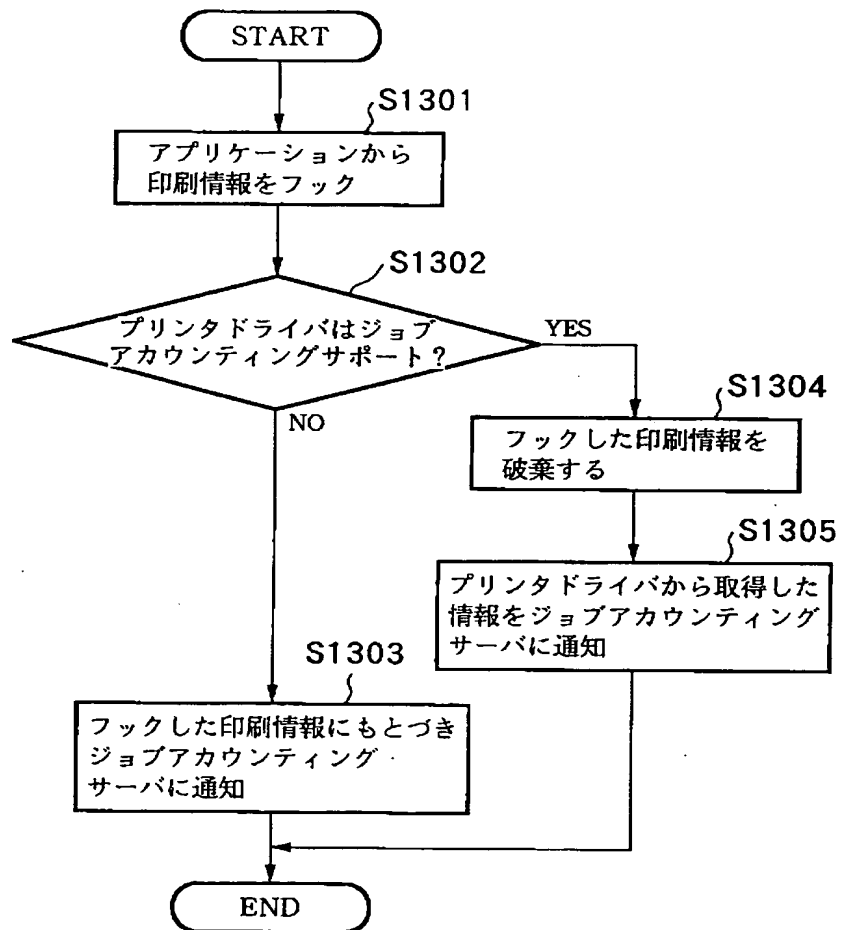 START
S1301
アプリケーションから
印刷情報をフック
S1302
プリンタドライバはジョブ
アカウンティングサポート？
YES
NO
S1304
フックした印刷情報を
破棄する
S1305
プリンタドライバから取得した
情報をジョブアカウンティング
サーバに通知
S1303
フックした印刷情報にもとづき
ジョブアカウンティング
サーバに通知
END